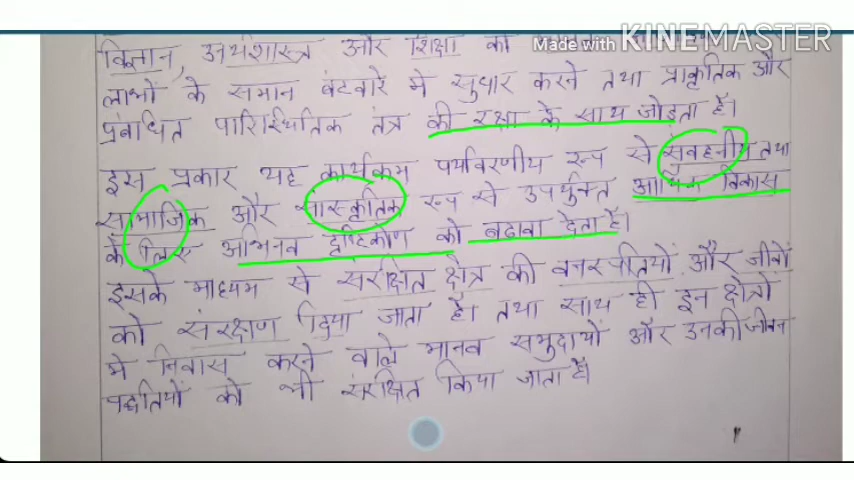 Made with KINEMASTER
विज्ञान, अर्थशास्त्र और शिक्षा को
लाभों के समान बंटवारे मे सुधार करने तथा प्राकृतिक और
प्रबंधित पारिस्थितिक तंत्र की रक्षा के साथ जोड़ता है।
इस प्रकार यह कार्यक्रम पर्यावरणीय रूप से संवहनीय तथा
सामाजिक और सांस्कृतिक रूप से उपर्युक्त आर्थिक विकास
के लिए अभिनव दृष्टिकोण को बढावा देता है।
इसके माध्यम से संरक्षित क्षेत्र की वनस्पतियों और जीवों
को संरक्षण दिया जाता है। तथा साथ ही इन क्षेत्रों
मे निवास करने वाले मानव समुदायों और उनकी जीवन
पद्धतियों को भी संरक्षित किया जाता है